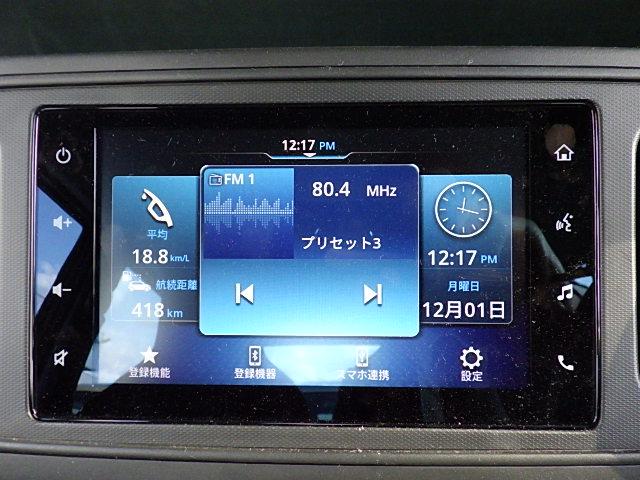 12:17 PM
FM 1
80.4 MHz
プリセット3
平均
18.8 km/L
航続距離
418 km
12:17 PM
月曜日
12月01日
登録機能
登録機器
スマホ連携
設定